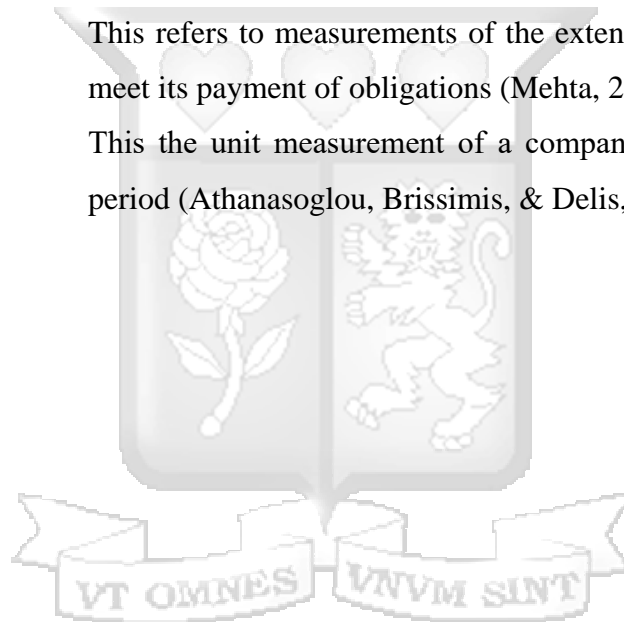 This refers to measurements of the exten
meet its payment of obligations (Mehta, 2
This the unit measurement of a compan
period (Athanasoglou, Brissimis, & Delis,
VT OMNES VNVM SINT